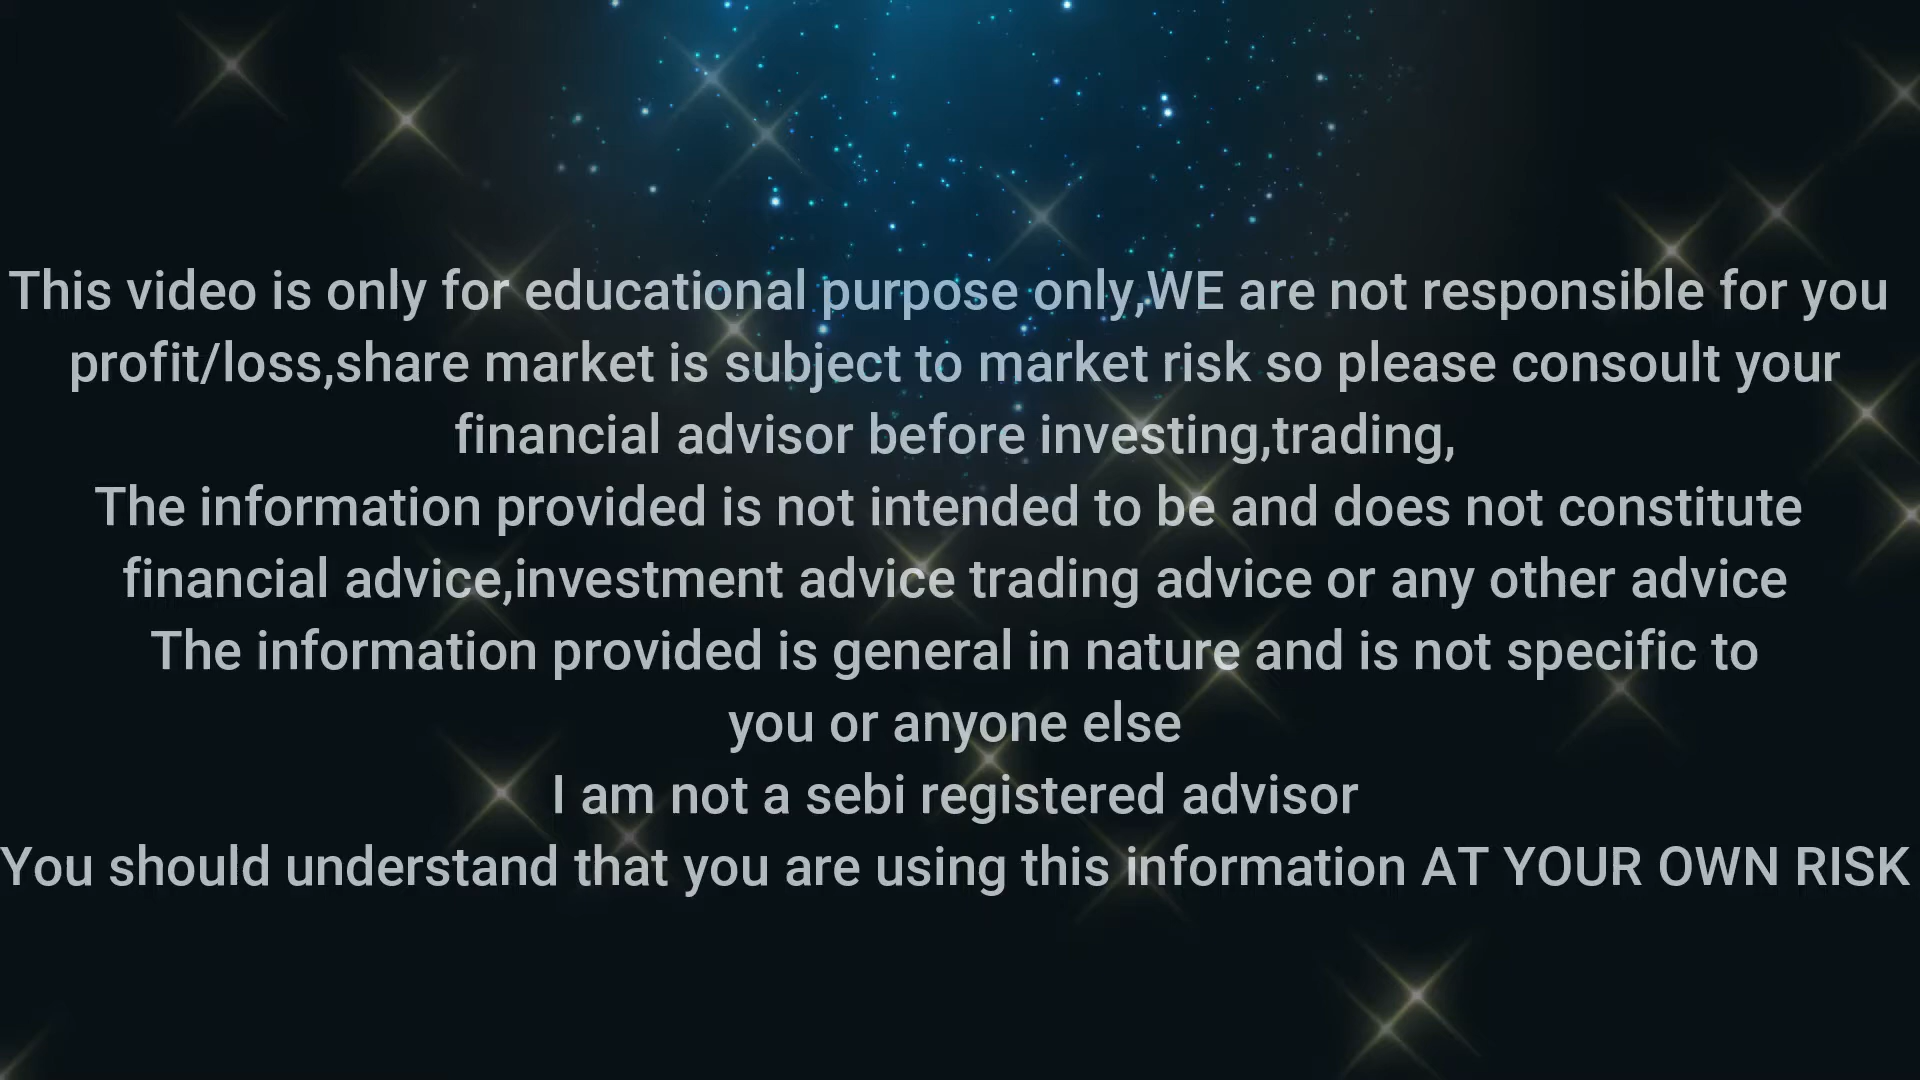 This video is only for educational purpose only,WE are not responsible for you
profit/loss,share market is subject to market risk so please consoult your
financial advisor before investing,trading,
The information provided is not intended to be and does not constitute
financial advice,investment advice trading advice or any other advice
The information provided is general in nature and is not specific to
you or anyone else
I am not a sebi registered advisor
You should understand that you are using this information AT YOUR OWN RISK